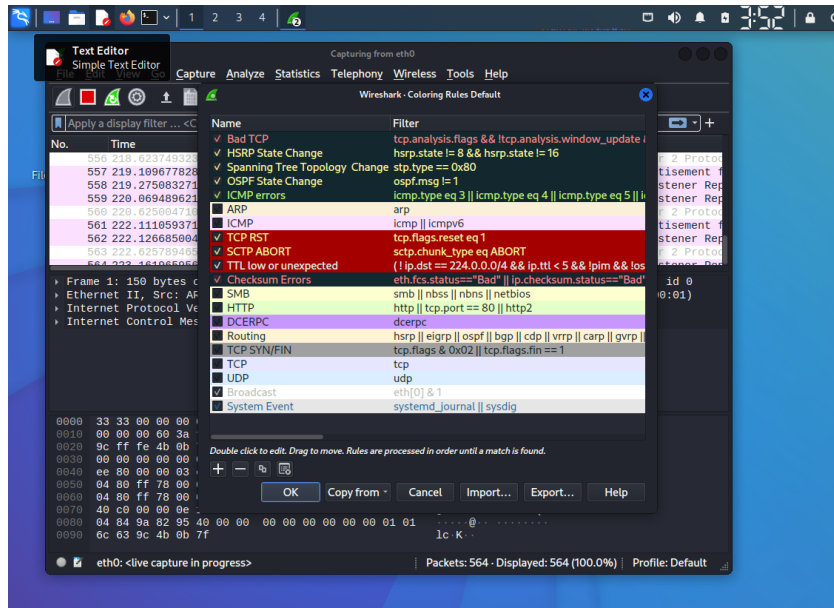 1 2 3 4
3:52
Text Editor
Simple Text Editor
Capturing from eth0
File Edit View Go Capture Analyze Statistics Telephony Wireless Tools Help
Wireshark · Coloring Rules Default
Apply a display filter … <C
+
No. Time
Name Filter
Bad TCP tcp.analysis.flags && !tcp.analysis.window_update
HSRP State Change hsrp.state != 8 && hsrp.state != 16
Spanning Tree Topology Change stp.type == 0x80
OSPF State Change ospf.msg != 1
ICMP errors icmp.type eq 3 || icmp.type eq 4 || icmp.type eq 5 ||
ARP arp
ICMP icmp || icmpv6
TCP RST tcp.flags.reset eq 1
SCTP ABORT sctp.chunk_type eq ABORT
TTL low or unexpected ( ! ip.dst == 224.0.0.0/4 && ip.ttl < 5 && !pim && !os
Checksum Errors eth.fcs.status=="Bad" || ip.checksum.status=="Bad"
SMB smb || nbss || nbns || netbios
HTTP http || tcp.port == 80 || http2
DCERPC dcerpc
Routing hsrp || eigrp || ospf || bgp || cdp || vrrp || carp || gvrp ||
TCP SYN/FIN tcp.flags & 0x02 || tcp.flags.fin == 1
TCP tcp
UDP udp
Broadcast eth[0] & 1
System Event systemd_journal || sysdig
556 218.623749323
r 2 Protoc
557 219.109677828
tisement f
558 219.275083271
stener Rep
559 220.069489621
stener Rep
560 220.625004710
r 2 Protoc
561 222.111059371
tisement f
562 222.126685004
stener Rep
563 222.625789465
r 2 Protoc
Fil
Frame 1: 150 bytes
id 0
Ethernet II, Src: AR
0:01)
Internet Protocol Ve
Internet Control Mes
Double click to edit. Drag to move. Rules are processed in order until a match is found.
OK Copy from Cancel Import… Export… Help
0000 33 33 00 00 00
0010 00 00 00 60 3a
0020 9c ff fe 4b 0b
0030 00 00 00 00 00
0040 ee 80 00 00 03
0050 04 80 ff 78 00
0060 04 80 ff 78 00
0070 40 c0 00 00 0e
0080 04 84 9a 82 95 40 00 00 00 00 00 00 00 00 01 01 ·····@·· ········
0090 6c 63 9c 4b 0b 7f lc·K··
eth0: <live capture in progress>
Packets: 564 · Displayed: 564 (100.0%)
Profile: Default